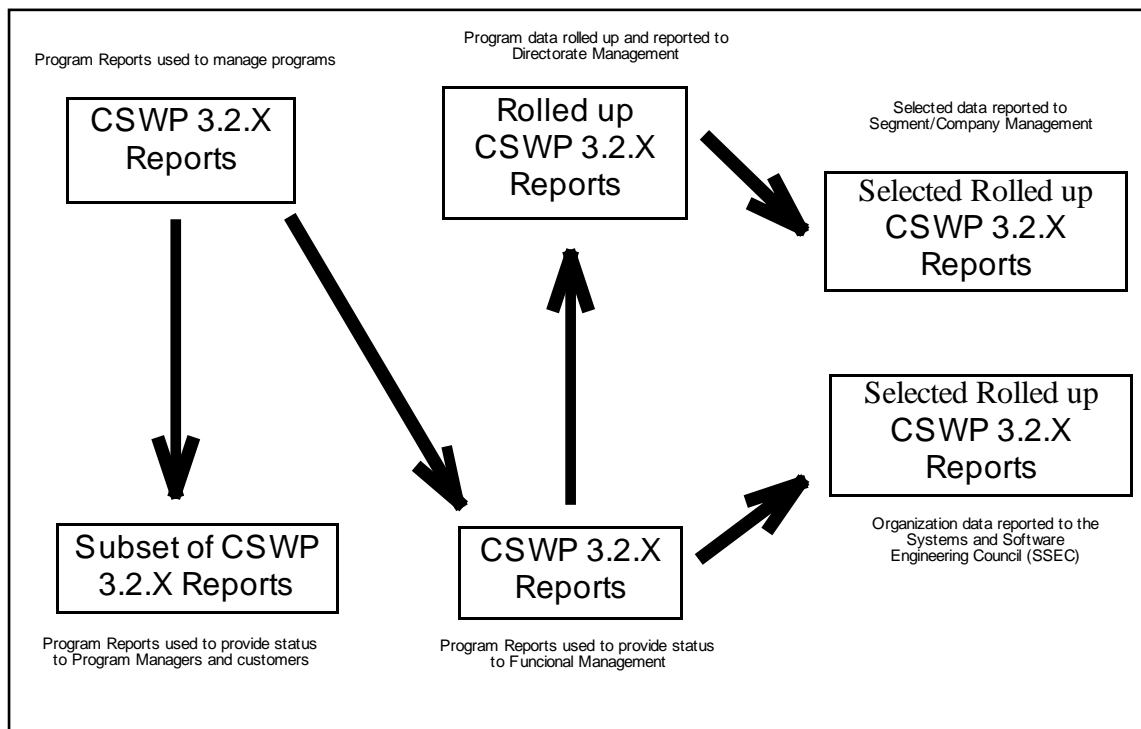 Program Reports used to manage programs
CSWP 3.2.X
Reports
Program data rolled up and reported to
Directorate Management
Rolled up
CSWP 3.2.X
Reports
Selected data reported to
Segment/Company Management
Selected Rolled up
CSWP 3.2.X
Reports
Subset of CSWP
3.2.X Reports
Program Reports used to provide status
to Program Managers and customers
CSWP 3.2.X
Reports
Program Reports used to provide status
to Funcional Management
Selected Rolled up
CSWP 3.2.X
Reports
Organization data reported to the
Systems and Software
Engineering Council (SSEC)